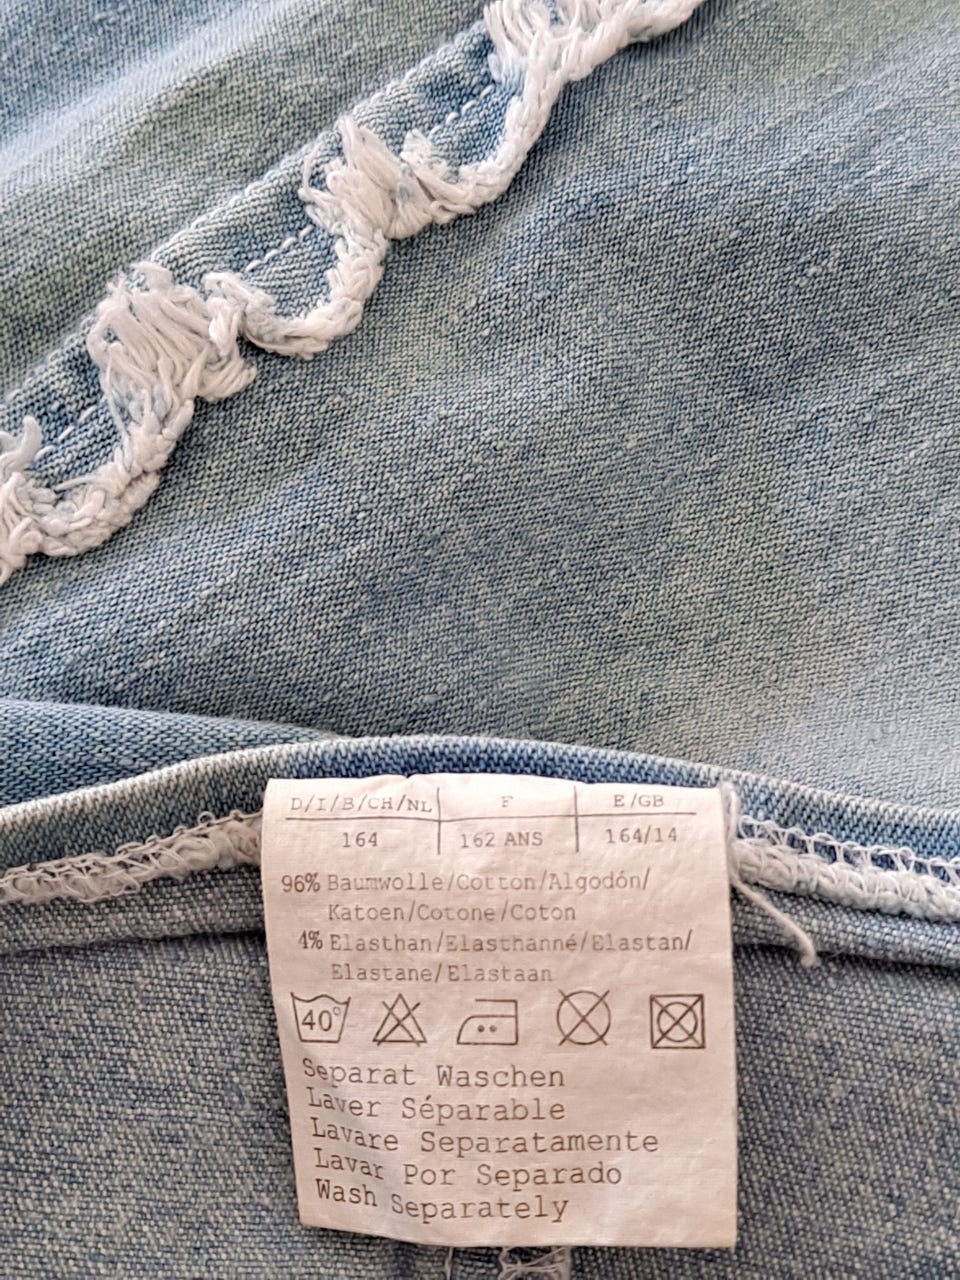 D/I/B/CH/NL F E/GB
164 162 ANS 164/14
96% Baumwolle/Cotton/Algodón/
Katoen/Cotone/Coton
4% Elasthan/Elasthanné/Elastan/
Elastane/Elastaan
40°
Separat Waschen
Laver Séparable
Lavare Separatamente
Lavar Por Separado
Wash Separately